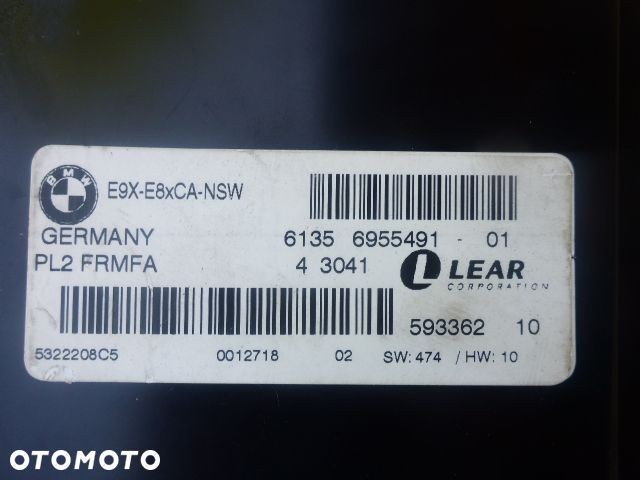 BMW
E9X-E8xCA-NSW
GERMANY 6135 6955491 - 01
PL2 FRMFA 4 3041 LEAR
CORPORATION
593362 10
5322208C5 0012718 02 SW: 474 / HW: 10
OTOMOTO